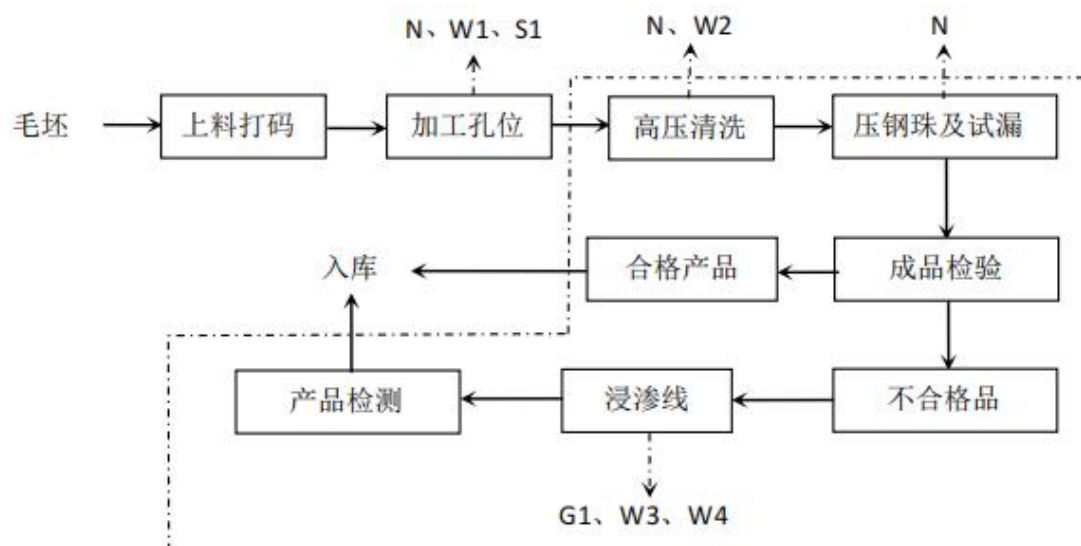 N、W1、S1
N、W2
N
毛坯
上料打码
加工孔位
高压清洗
压钢珠及试漏
入库
合格产品
成品检验
产品检测
浸渗线
不合格品
G1、W3、W4